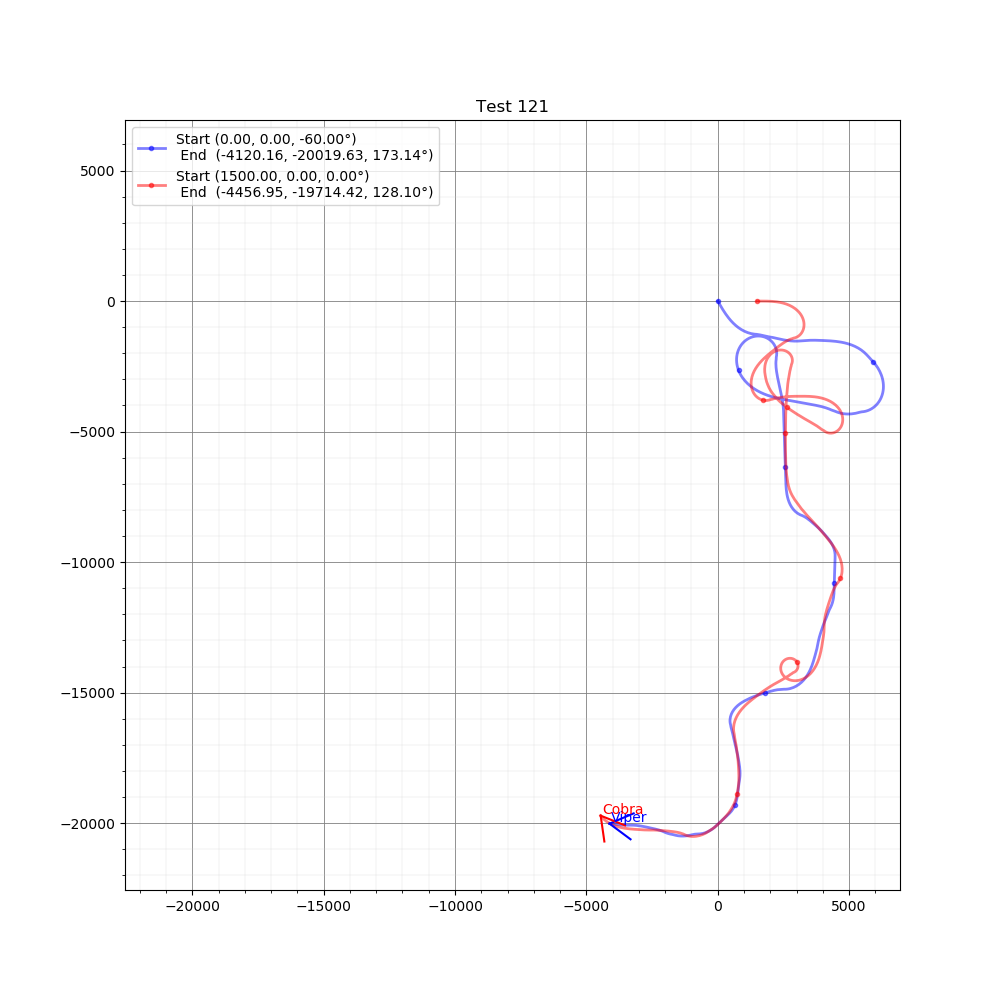 Test 121
Start (0.00, 0.00, -60.00°)
End (-4120.16, -20019.63, 173.14°)
Start (1500.00, 0.00, 0.00°)
End (-4456.95, -19714.42, 128.10°)
5000
0
−5000
−10000
−15000
−20000
Cobra
Viper
−20000 −15000 −10000 −5000 0 5000